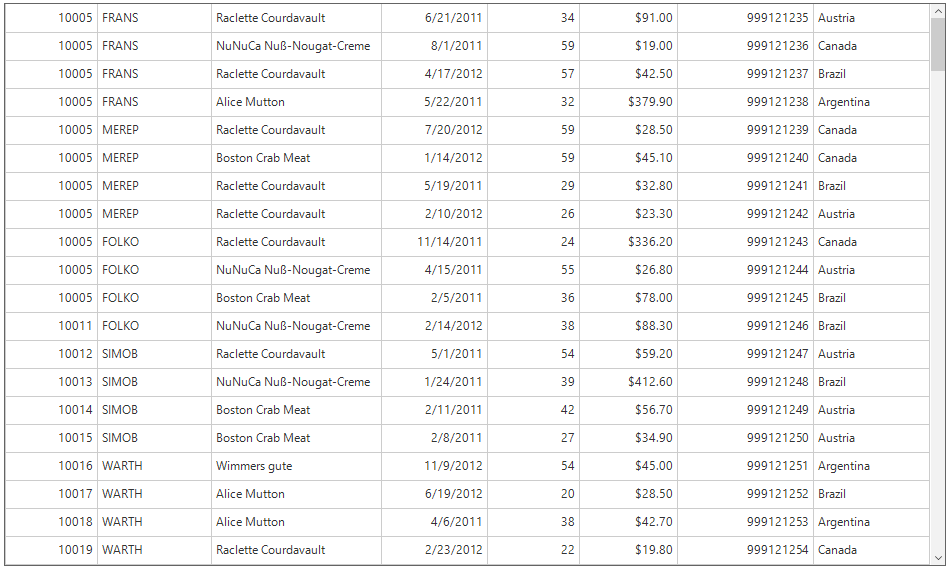 10005 FRANS Raclette Courdavault 6/21/2011 34 $91.00 999121235 Austria
10005 FRANS NuNuCa Nuß-Nougat-Creme 8/1/2011 59 $19.00 999121236 Canada
10005 FRANS Raclette Courdavault 4/17/2012 57 $42.50 999121237 Brazil
10005 FRANS Alice Mutton 5/22/2011 32 $379.90 999121238 Argentina
10005 MEREP Raclette Courdavault 7/20/2012 59 $28.50 999121239 Canada
10005 MEREP Boston Crab Meat 1/14/2012 59 $45.10 999121240 Canada
10005 MEREP Raclette Courdavault 5/19/2011 29 $32.80 999121241 Brazil
10005 MEREP Raclette Courdavault 2/10/2012 26 $23.30 999121242 Austria
10005 FOLKO Raclette Courdavault 11/14/2011 24 $336.20 999121243 Canada
10005 FOLKO NuNuCa Nuß-Nougat-Creme 4/15/2011 55 $26.80 999121244 Austria
10005 FOLKO Boston Crab Meat 2/5/2011 36 $78.00 999121245 Brazil
10011 FOLKO NuNuCa Nuß-Nougat-Creme 2/14/2012 38 $88.30 999121246 Brazil
10012 SIMOB Raclette Courdavault 5/1/2011 54 $59.20 999121247 Austria
10013 SIMOB NuNuCa Nuß-Nougat-Creme 1/24/2011 39 $412.60 999121248 Brazil
10014 SIMOB Boston Crab Meat 2/11/2011 42 $56.70 999121249 Austria
10015 SIMOB Boston Crab Meat 2/8/2011 27 $34.90 999121250 Austria
10016 WARTH Wimmers gute 11/9/2012 54 $45.00 999121251 Argentina
10017 WARTH Alice Mutton 6/19/2012 20 $28.50 999121252 Brazil
10018 WARTH Alice Mutton 4/6/2011 38 $42.70 999121253 Argentina
10019 WARTH Raclette Courdavault 2/23/2012 22 $19.80 999121254 Canada